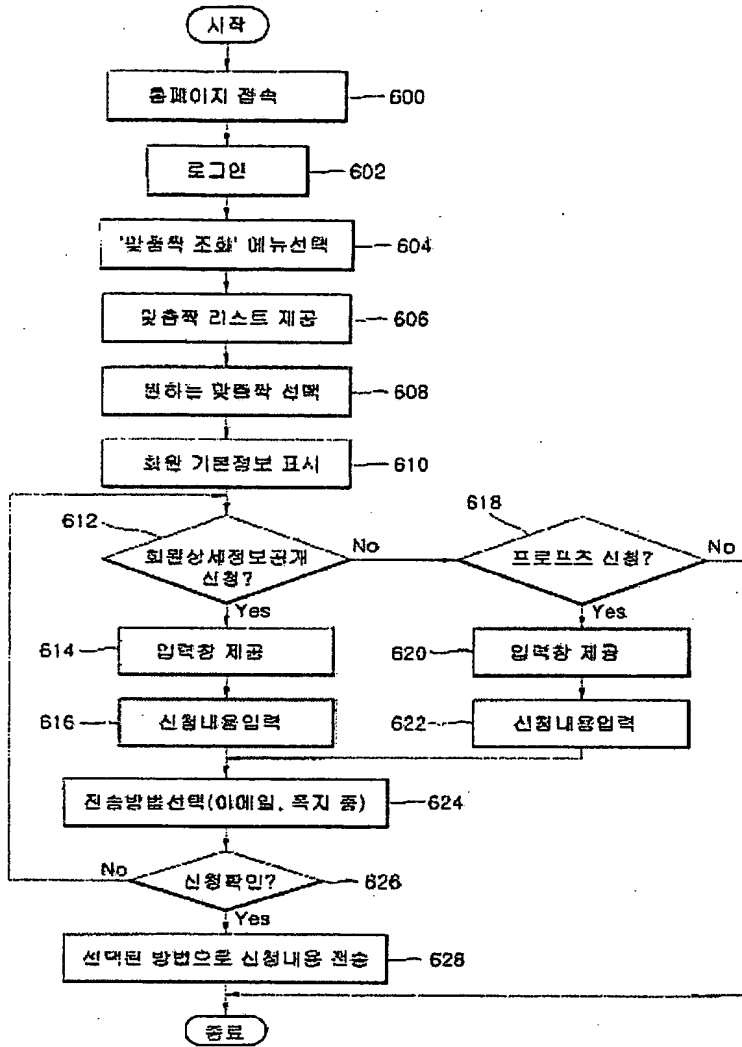 시작
홈페이지 접속
600
로그인
602
'맞춤짝 조회' 메뉴선택
604
맞춤짝 리스트 제공
606
원하는 맞춤짝 선택
608
회원 기본정보 표시
610
612
618
회원상세정보공개
신청?
No
프로포즈 신청?
No
Yes
Yes
614
입력창 제공
620
입력창 제공
616
신청내용입력
622
신청내용입력
전송방법선택(이메일, 쪽지 등)
624
No
신청확인?
626
Yes
선택된 방법으로 신청내용 전송
628
종료